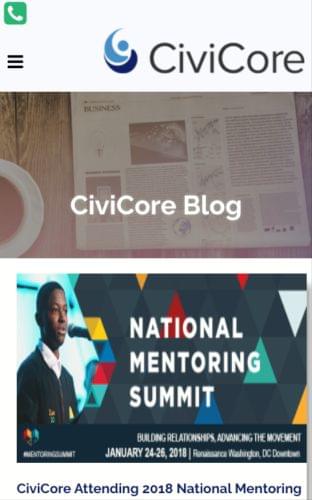 CiviCore
BUSINESS
CiviCore Blog
NATIONAL
MENTORING
SUMMIT
BUILDING RELATIONSHIPS, ADVANCING THE MOVEMENT
#MENTORINGSUMMIT
JANUARY 24-26, 2018 | Renaissance Washington, DC Downtown
CiviCore Attending 2018 National Mentoring